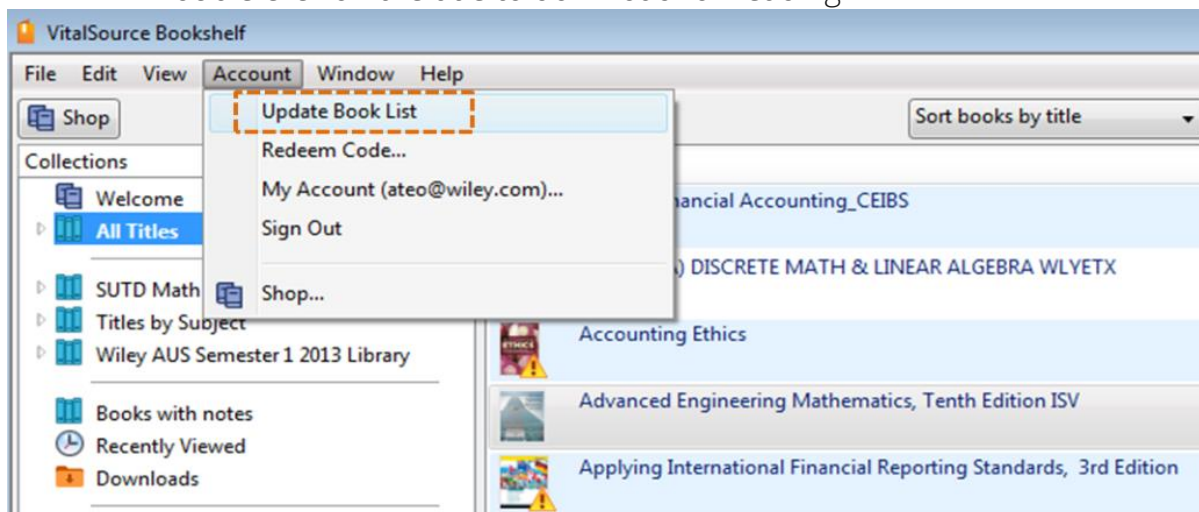 VitalSource Bookshelf
File Edit View Account Window Help
Shop
Sort books by title
Update Book List
Redeem Code...
My Account (ateo@wiley.com)...
Sign Out
Shop...
Collections
Welcome
All Titles
SUTD Math
Titles by Subject
Wiley AUS Semester 1 2013 Library
Books with notes
Recently Viewed
Downloads
ancial Accounting_CEIBS
) DISCRETE MATH & LINEAR ALGEBRA WLYETX
Accounting Ethics
Advanced Engineering Mathematics, Tenth Edition ISV
Applying International Financial Reporting Standards, 3rd Edition